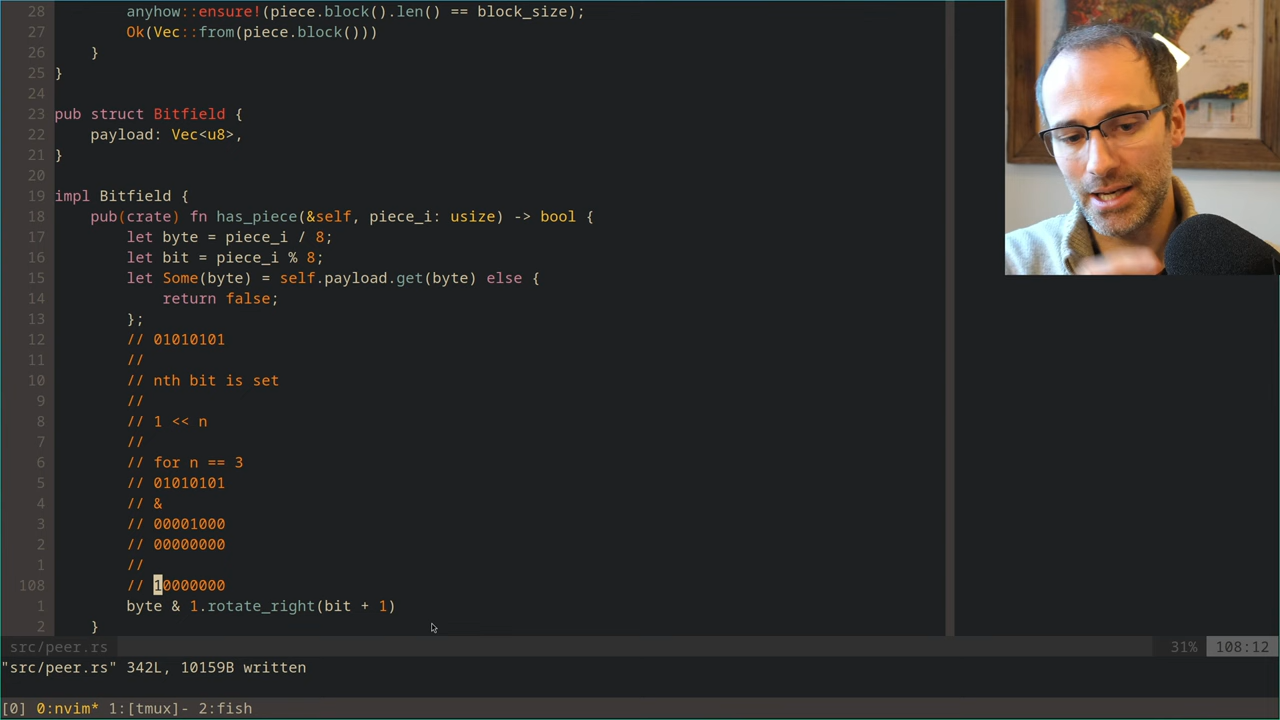 28 anyhow::ensure!(piece.block().len() == block_size);
27 Ok(Vec::from(piece.block()))
26 }
25 }
24
23 pub struct Bitfield {
22 payload: Vec<u8>,
21 }
20
19 impl Bitfield {
18 pub(crate) fn has_piece(&self, piece_i: usize) -> bool {
17 let byte = piece_i / 8;
16 let bit = piece_i % 8;
15 let Some(byte) = self.payload.get(byte) else {
14 return false;
13 };
12 // 01010101
11 //
10 // nth bit is set
9 //
8 // 1 << n
7 //
6 // for n == 3
5 // 01010101
4 // &
3 // 00001000
2 // 00000000
1 //
108 // 10000000
1 byte & 1.rotate_right(bit + 1)
2 }
src/peer.rs 31% 108:12
"src/peer.rs" 342L, 10159B written
[0] 0:nvim* 1:[tmux]- 2:fish